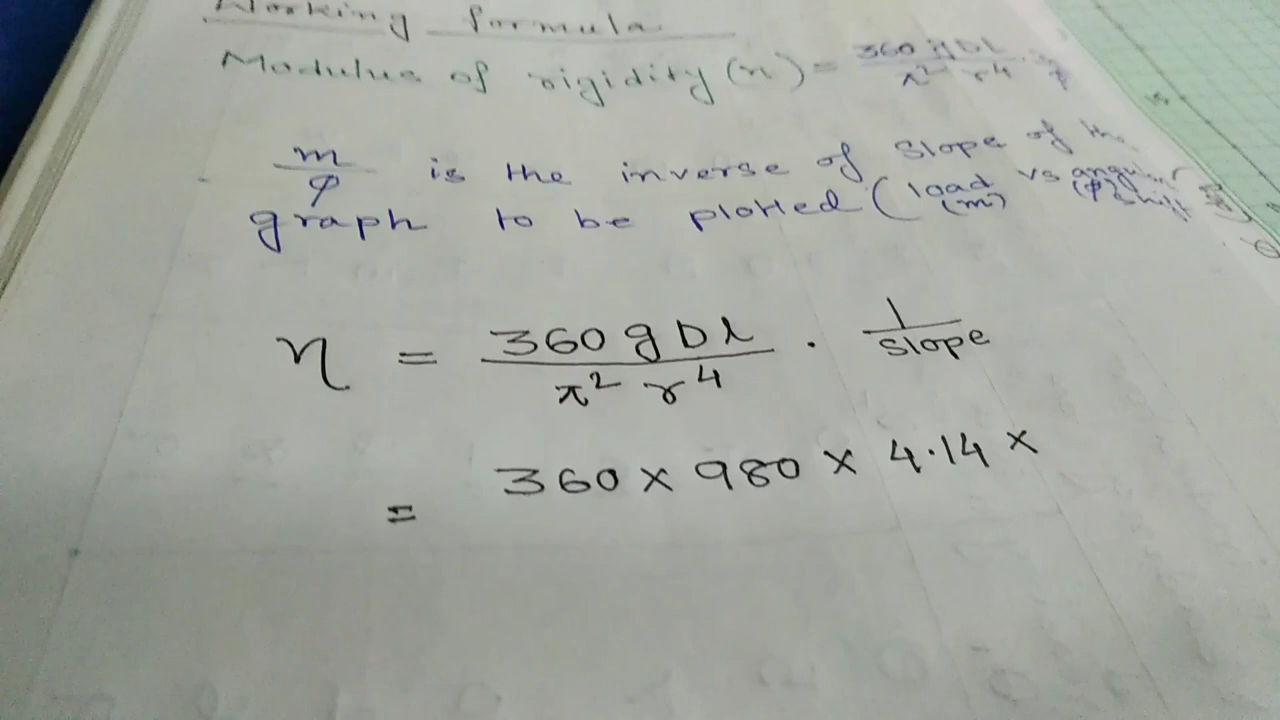 Working formula
Modulus of rigidity (n) = 360 g D l / π² r⁴ · m/φ
m/φ is the inverse of slope of the
graph to be plotted (load (m) vs angular (φ) shift
n = 360 g D l / π² r⁴ · 1/slope
= 360 × 980 × 4.14 ×